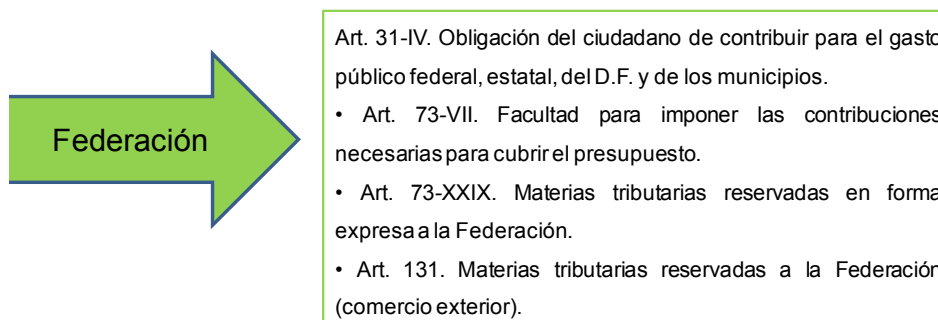 Federación
Art. 31-IV. Obligación del ciudadano de contribuir para el gasto
público federal, estatal, del D.F. y de los municipios.
• Art. 73-VII. Facultad para imponer las contribuciones
necesarias para cubrir el presupuesto.
• Art. 73-XXIX. Materias tributarias reservadas en forma
expresa a la Federación.
• Art. 131. Materias tributarias reservadas a la Federación
(comercio exterior).